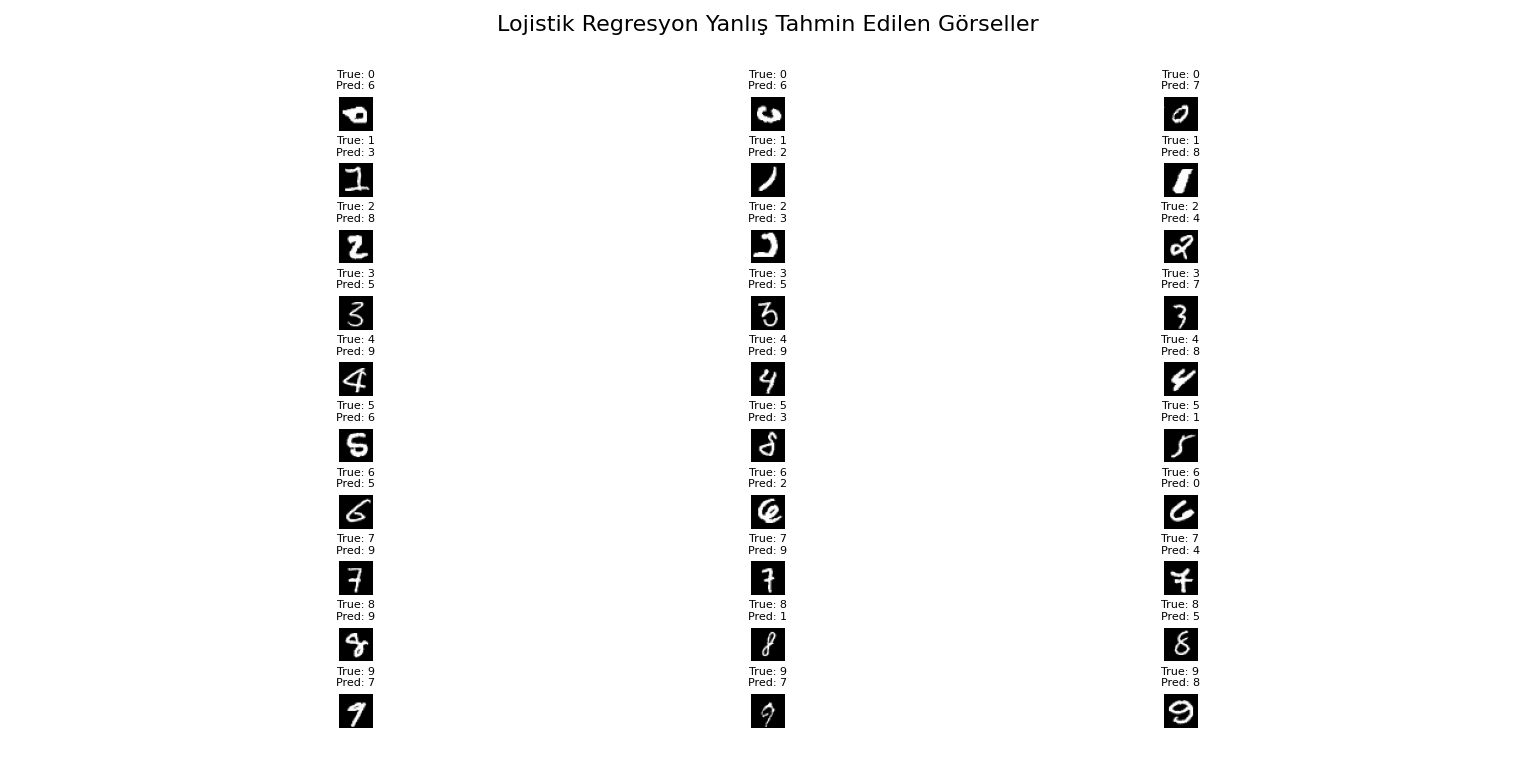 Lojistik Regresyon Yanlış Tahmin Edilen Görseller
True: 0
Pred: 6
True: 0
Pred: 6
True: 0
Pred: 7
True: 1
Pred: 3
True: 1
Pred: 2
True: 1
Pred: 8
True: 2
Pred: 8
True: 2
Pred: 3
True: 2
Pred: 4
True: 3
Pred: 5
True: 3
Pred: 5
True: 3
Pred: 7
True: 4
Pred: 9
True: 4
Pred: 9
True: 4
Pred: 8
True: 5
Pred: 6
True: 5
Pred: 3
True: 5
Pred: 1
True: 6
Pred: 5
True: 6
Pred: 2
True: 6
Pred: 0
True: 7
Pred: 9
True: 7
Pred: 9
True: 7
Pred: 4
True: 8
Pred: 9
True: 8
Pred: 1
True: 8
Pred: 5
True: 9
Pred: 7
True: 9
Pred: 7
True: 9
Pred: 8